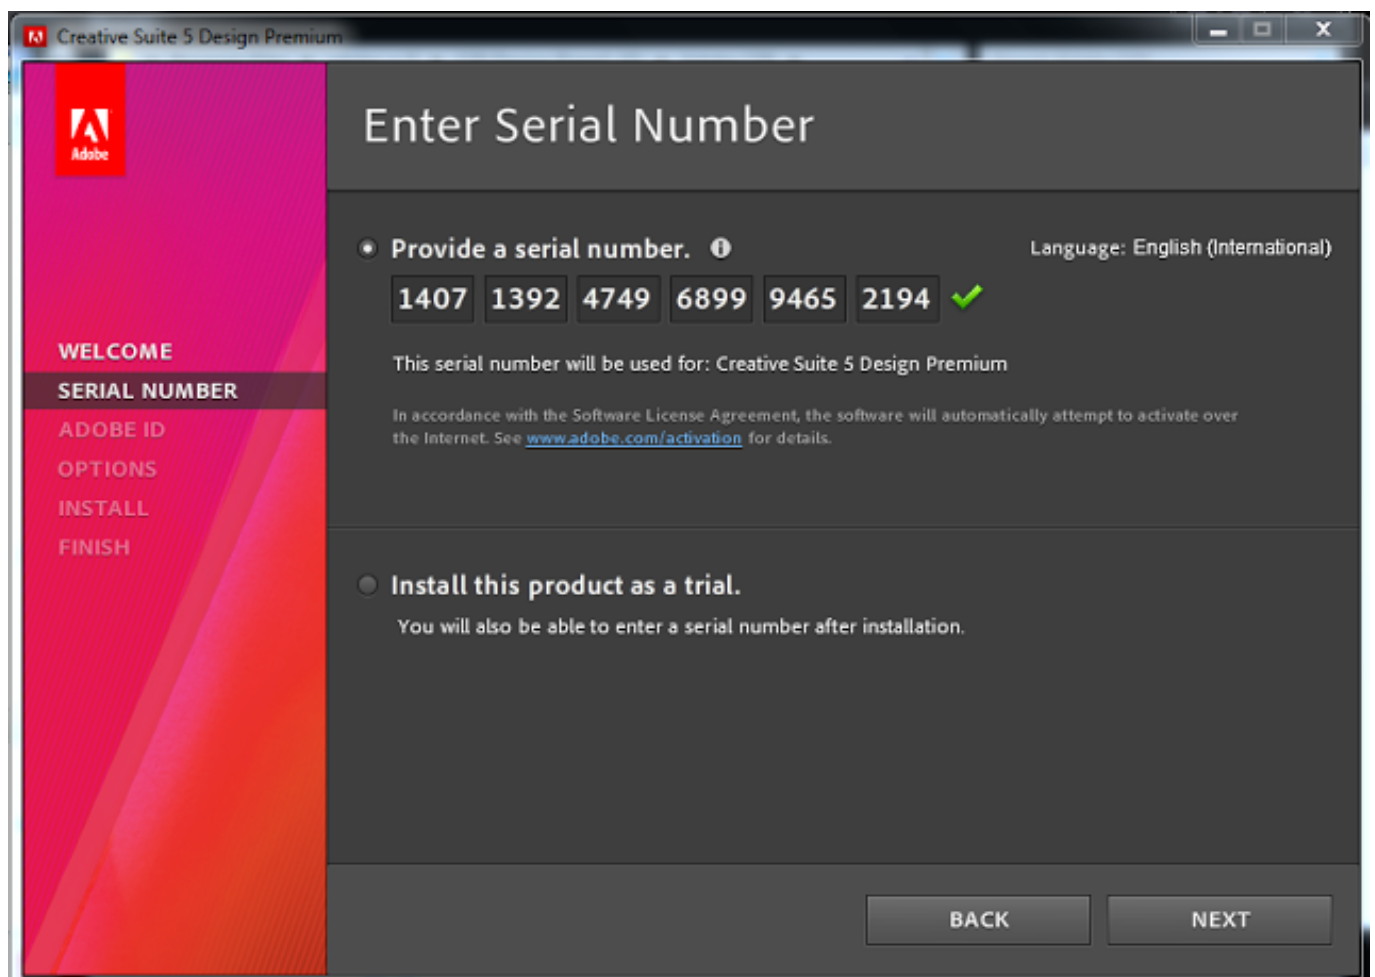 Creative Suite 5 Design Premium
Adobe
Enter Serial Number
Provide a serial number.
Language: English (International)
1407 1392 4749 6899 9465 2194
This serial number will be used for: Creative Suite 5 Design Premium
In accordance with the Software License Agreement, the software will automatically attempt to activate over
the Internet. See www.adobe.com/activation for details.
WELCOME
SERIAL NUMBER
ADOBE ID
OPTIONS
INSTALL
FINISH
Install this product as a trial.
You will also be able to enter a serial number after installation.
BACK
NEXT